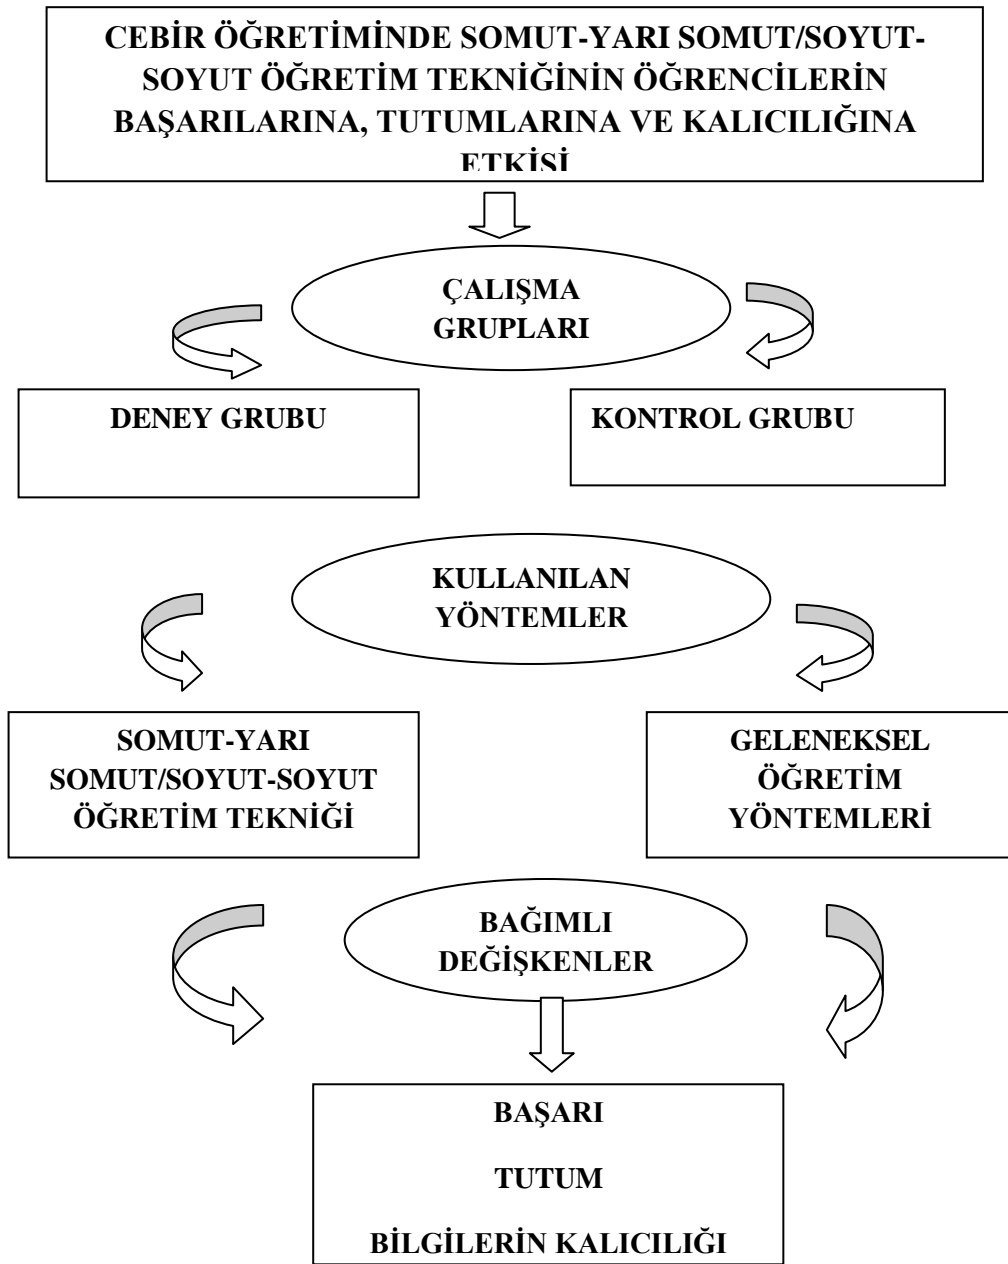 CEBİR ÖĞRETİMİNDE SOMUT-YARI SOMUT/SOYUT-
SOYUT ÖĞRETİM TEKNİĞİNİN ÖĞRENCİLERİN
BAŞARILARINA, TUTUMLARINA VE KALICILIĞINA
ETKİSİ
ÇALIŞMA
GRUPLARI
DENEY GRUBU
KONTROL GRUBU
KULLANILAN
YÖNTEMLER
SOMUT-YARI
SOMUT/SOYUT-SOYUT
ÖĞRETİM TEKNİĞİ
GELENEKSEL
ÖĞRETİM
YÖNTEMLERİ
BAĞIMLI
DEĞİŞKENLER
BAŞARI
TUTUM
BİLGİLERİN KALICILIĞI